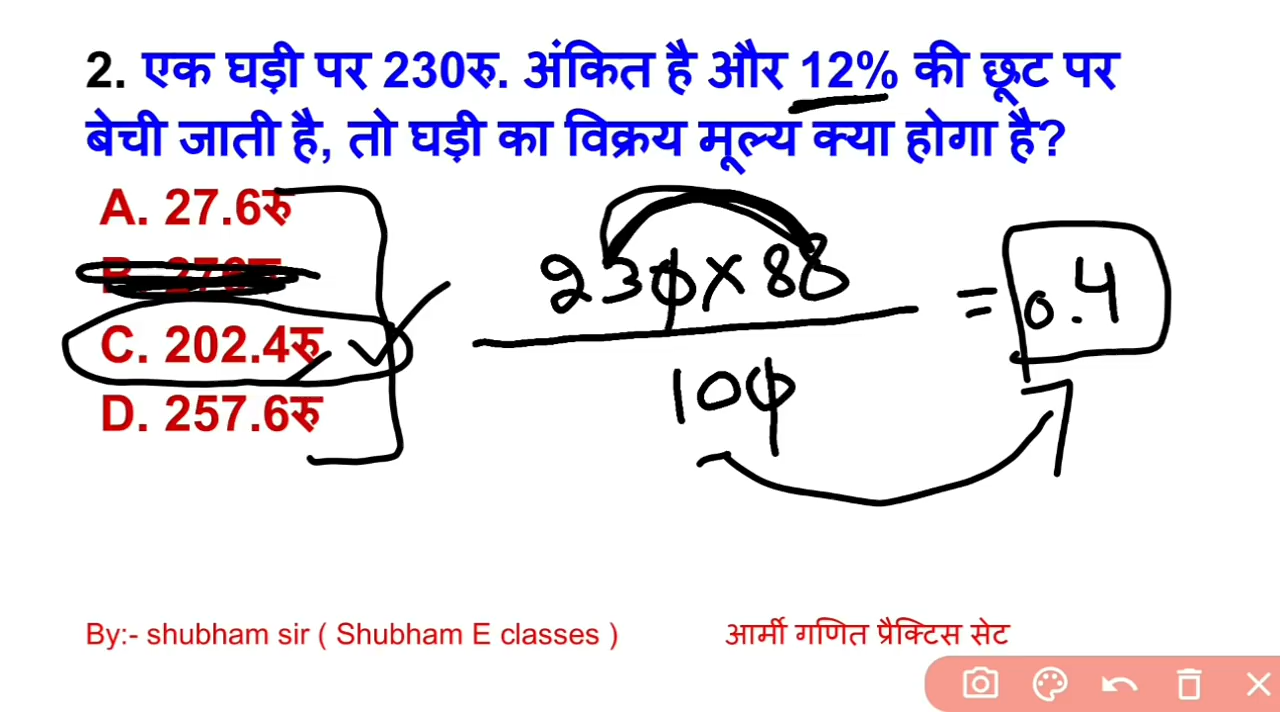 2. एक घड़ी पर 230रु. अंकित है और 12% की छूट पर
बेची जाती है, तो घड़ी का विक्रय मूल्य क्या होगा है?
A. 27.6रु
C. 202.4रु
D. 257.6रु
230 x 88
= 0.4
100
By:- shubham sir ( Shubham E classes )
आर्मी गणित प्रैक्टिस सेट